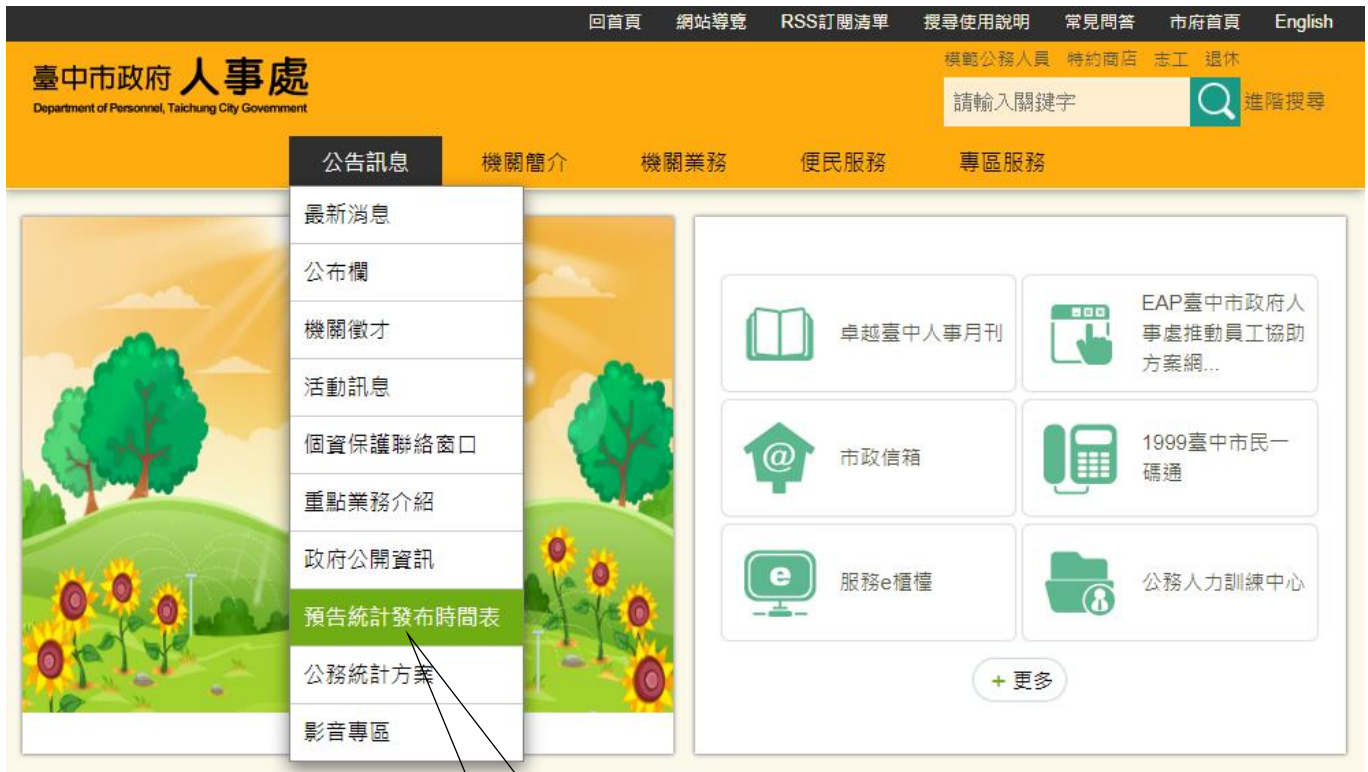 回首頁 網站導覽 RSS訂閱清單 搜尋使用說明 常見問答 市府首頁 English
模範公務人員 特約商店 志工 退休
臺中市政府 人事處
Department of Personnel, Taichung City Government
請輸入關鍵字
進階搜尋
公告訊息 機關簡介 機關業務 便民服務 專區服務
最新消息
公布欄
機關徵才
活動訊息
個資保護聯絡窗口
重點業務介紹
政府公開資訊
預告統計發布時間表
公務統計方案
影音專區
卓越臺中人事月刊
EAP臺中市政府人
事處推動員工協助
方案網...
@
市政信箱
1999臺中市民一
碼通
e
服務e櫃檯
公務人力訓練中心
+ 更多